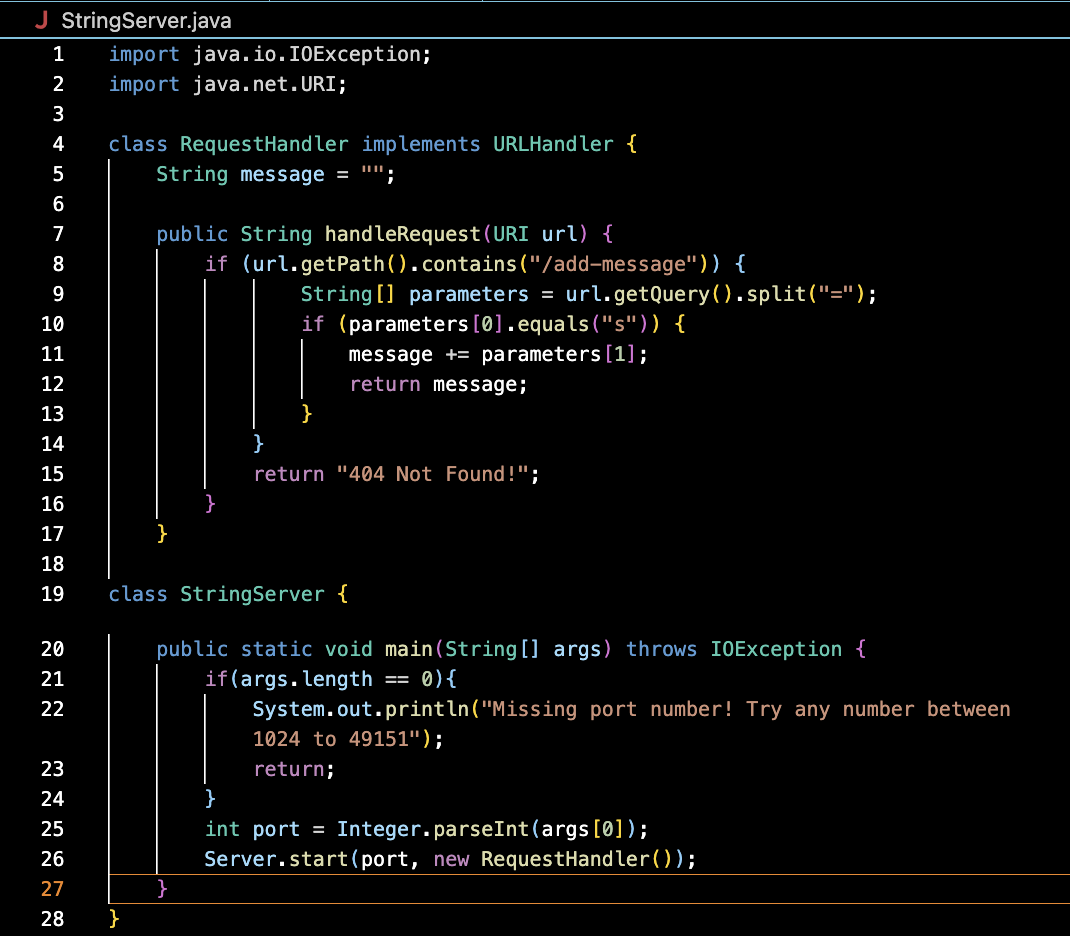 J StringServer.java
1 import java.io.IOException;
2 import java.net.URI;
3
4 class RequestHandler implements URLHandler {
5     String message = "";
6
7     public String handleRequest(URI url) {
8         if (url.getPath().contains("/add-message")) {
9                 String[] parameters = url.getQuery().split("=");
10                 if (parameters[0].equals("s")) {
11                     message += parameters[1];
12                     return message;
13                 }
14             }
15             return "404 Not Found!";
16         }
17     }
18
19 class StringServer {
20     public static void main(String[] args) throws IOException {
21         if(args.length == 0){
22             System.out.println("Missing port number! Try any number between
1024 to 49151");
23             return;
24         }
25         int port = Integer.parseInt(args[0]);
26         Server.start(port, new RequestHandler());
27     }
28 }